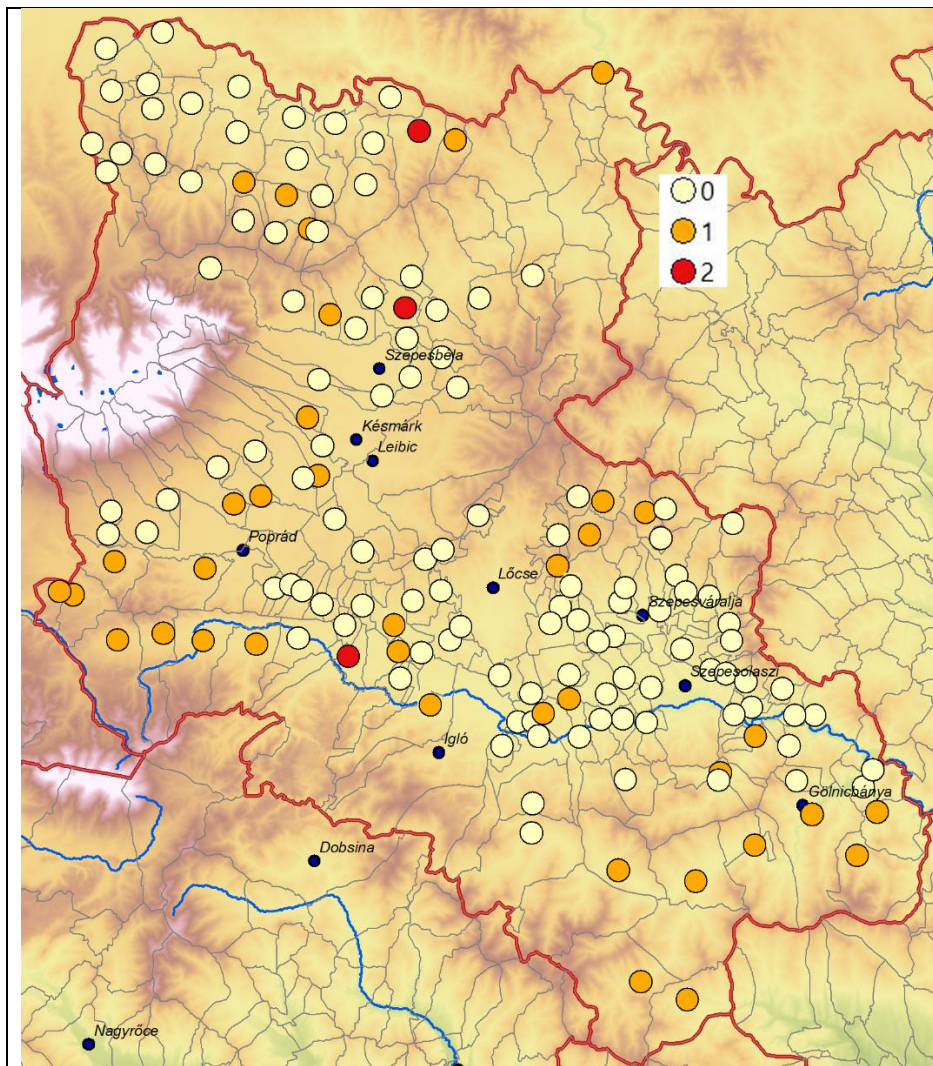 0
1
2
Szepesbéla
Késmárk
Leibic
Poprád
Lőcse
Szepesváralja
Szepesolaszi
Igló
Gölnicbánya
Dobsina
Nagyrőce